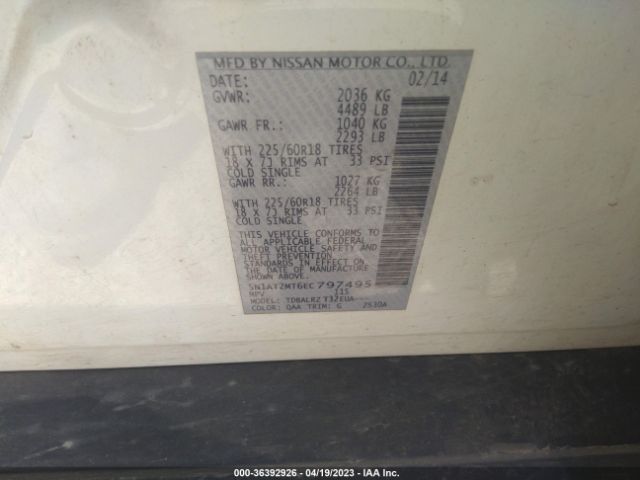 MFD BY NISSAN MOTOR CO., LTD.
DATE: 02/14
GVWR: 2036 KG
4489 LB
GAWR FR.: 1040 KG
2293 LB
WITH 225/60R18 TIRES
18 X 7J RIMS AT 33 PSI
COLD SINGLE
GAWR RR.: 1027 KG
2264 LB
WITH 225/60R18 TIRES
18 X 7J RIMS AT 33 PSI
COLD SINGLE
THIS VEHICLE CONFORMS TO
ALL APPLICABLE FEDERAL
MOTOR VEHICLE SAFETY AND
THEFT PREVENTION
STANDARDS IN EFFECT ON
THE DATE OF MANUFACTURE
SHOWN ABOVE.
5N1AT2MT6EC797495
MPV 115
MODEL: TDBALRZ T32EUA
COLOR: QAA TRIM: G
000-36392926 - 04/19/2023 - IAA Inc.